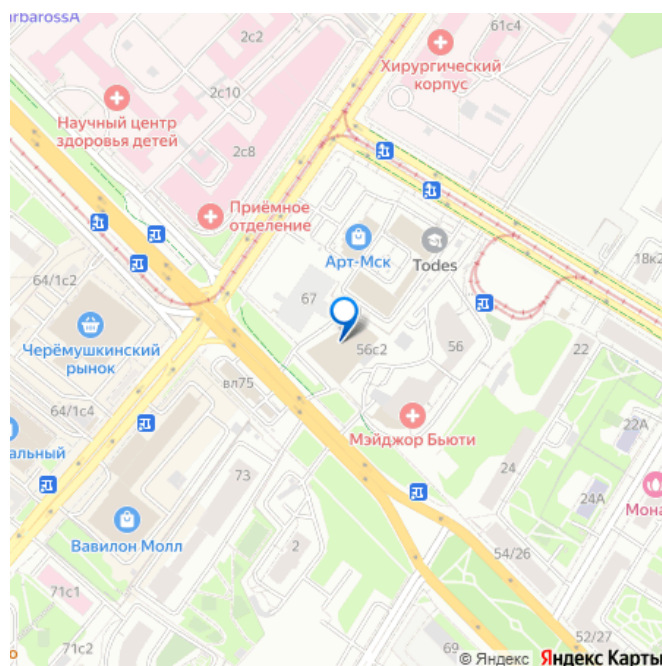 arbarossA
2с2
61с4
Хирургический
корпус
2с10
Научный центр
здоровья детей
2с8
Приёмное
отделение
Арт-Мск
Todes
18к2
64/1с2
67
Черёмушкинский
рынок
56с2
56
22
вл75
64/1с4
Мэйджор Бьюти
22А
альный
73
24
24А
Мона
Вавилон Молл
2
54/26
71с1
52/27
71с2
69
о
© Яндекс Яндекс Карты